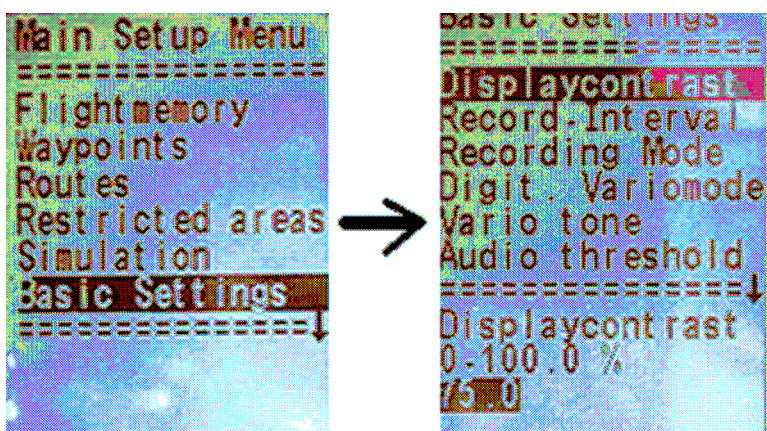 Main Setup Menu
===============
Flightmemory
Waypoints
Routes
Restricted areas
Simulation
Basic Settings
==============↓
Basic Settings
===============
Displaycontrast
Record-Interval
Recording Mode
Digit. Variomode
Vario tone
Audio threshold
==============↓
Displaycontrast
0-100.0 %
75.0